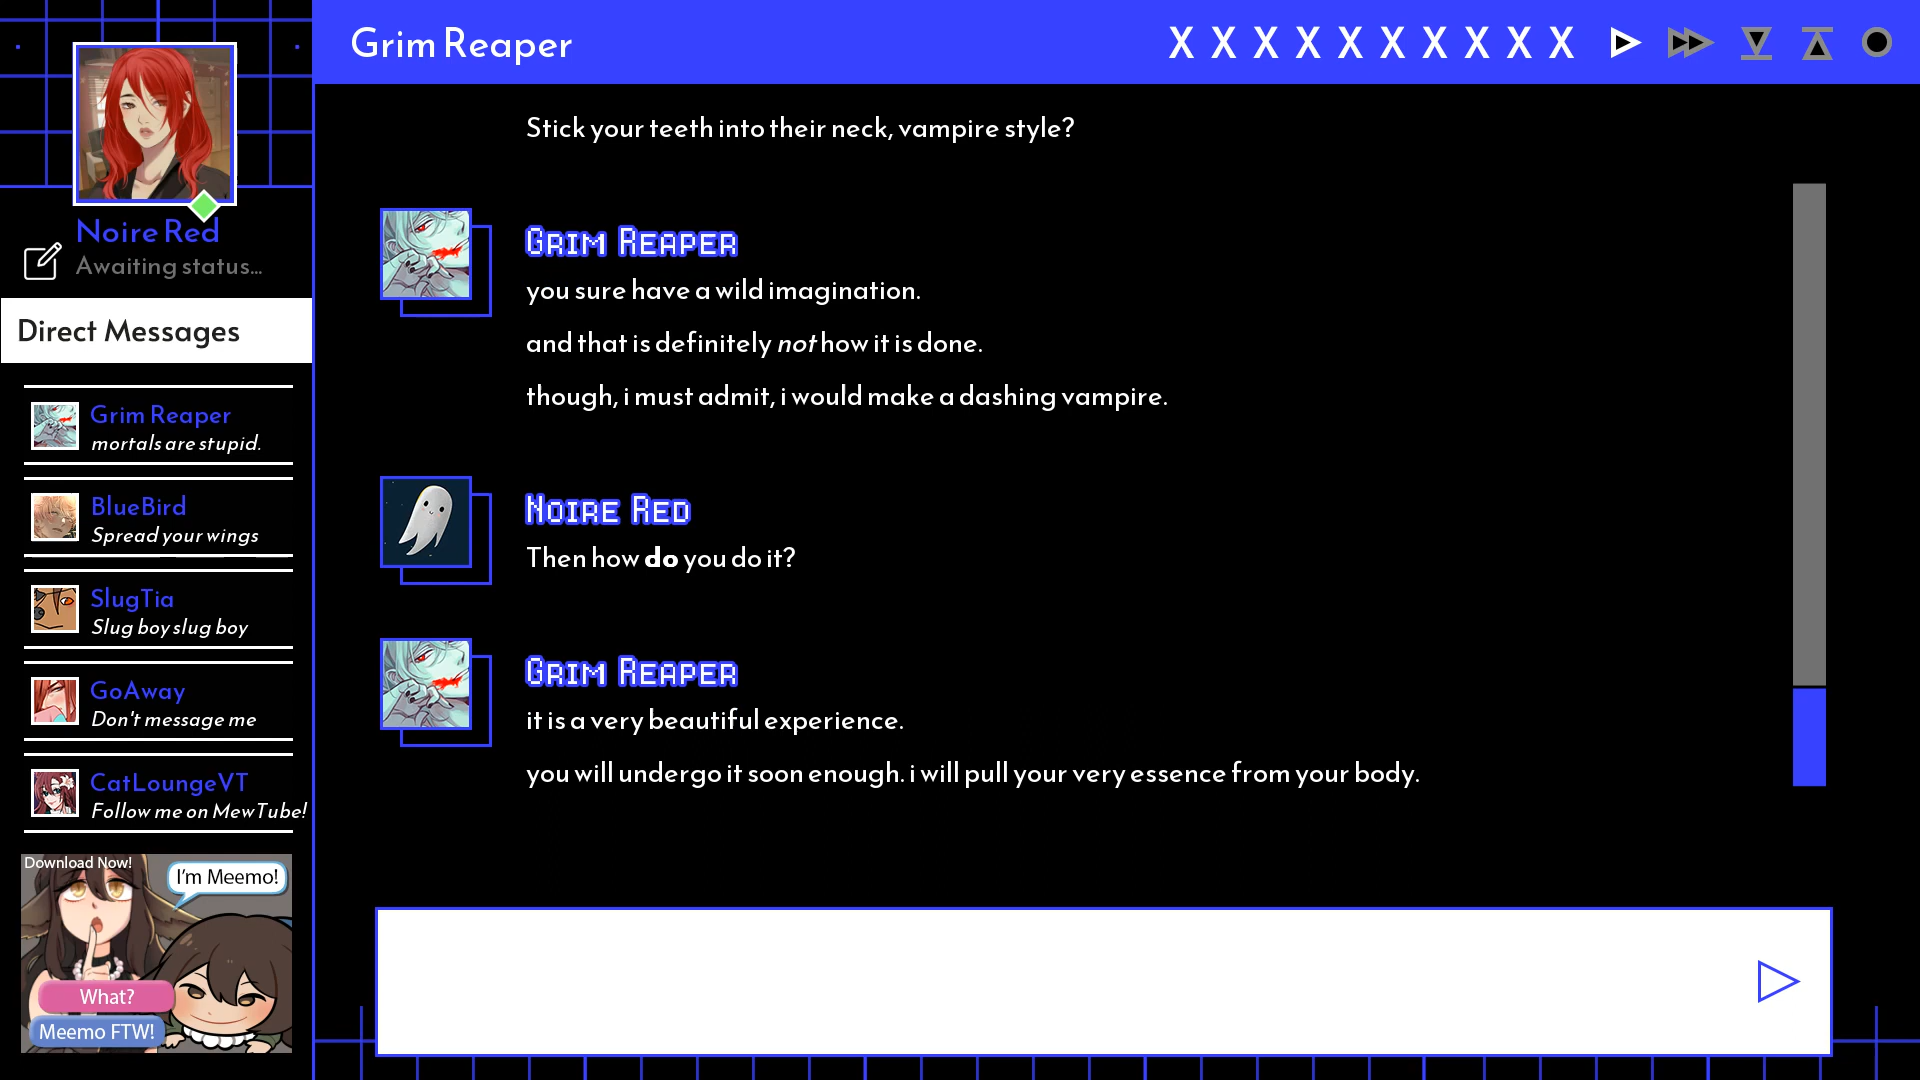 Grim Reaper
X X X X X X X X X X
Noire Red
Awaiting status...
Direct Messages
Grim Reaper
mortals are stupid.
BlueBird
Spread your wings
SlugTia
Slug boy slug boy
GoAway
Don't message me
CatLoungeVT
Follow me on MewTube!
Download Now!
I'm Meemo!
What?
Meemo FTW!
Stick your teeth into their neck, vampire style?
Grim Reaper
you sure have a wild imagination.
and that is definitely not how it is done.
though, i must admit, i would make a dashing vampire.
Noire Red
Then how do you do it?
Grim Reaper
it is a very beautiful experience.
you will undergo it soon enough. i will pull your very essence from your body.